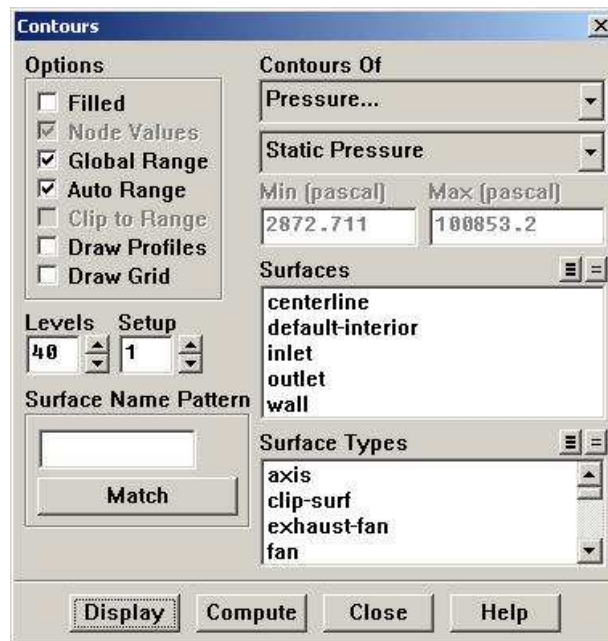 Contours
Options
Filled
Node Values
Global Range
Auto Range
Clip to Range
Draw Profiles
Draw Grid
Levels Setup
40 1
Surface Name Pattern
Match
Contours Of
Pressure...
Static Pressure
Min (pascal) Max (pascal)
2872.711 100853.2
Surfaces
centerline
default-interior
inlet
outlet
wall
Surface Types
axis
clip-surf
exhaust-fan
fan
Display Compute Close Help